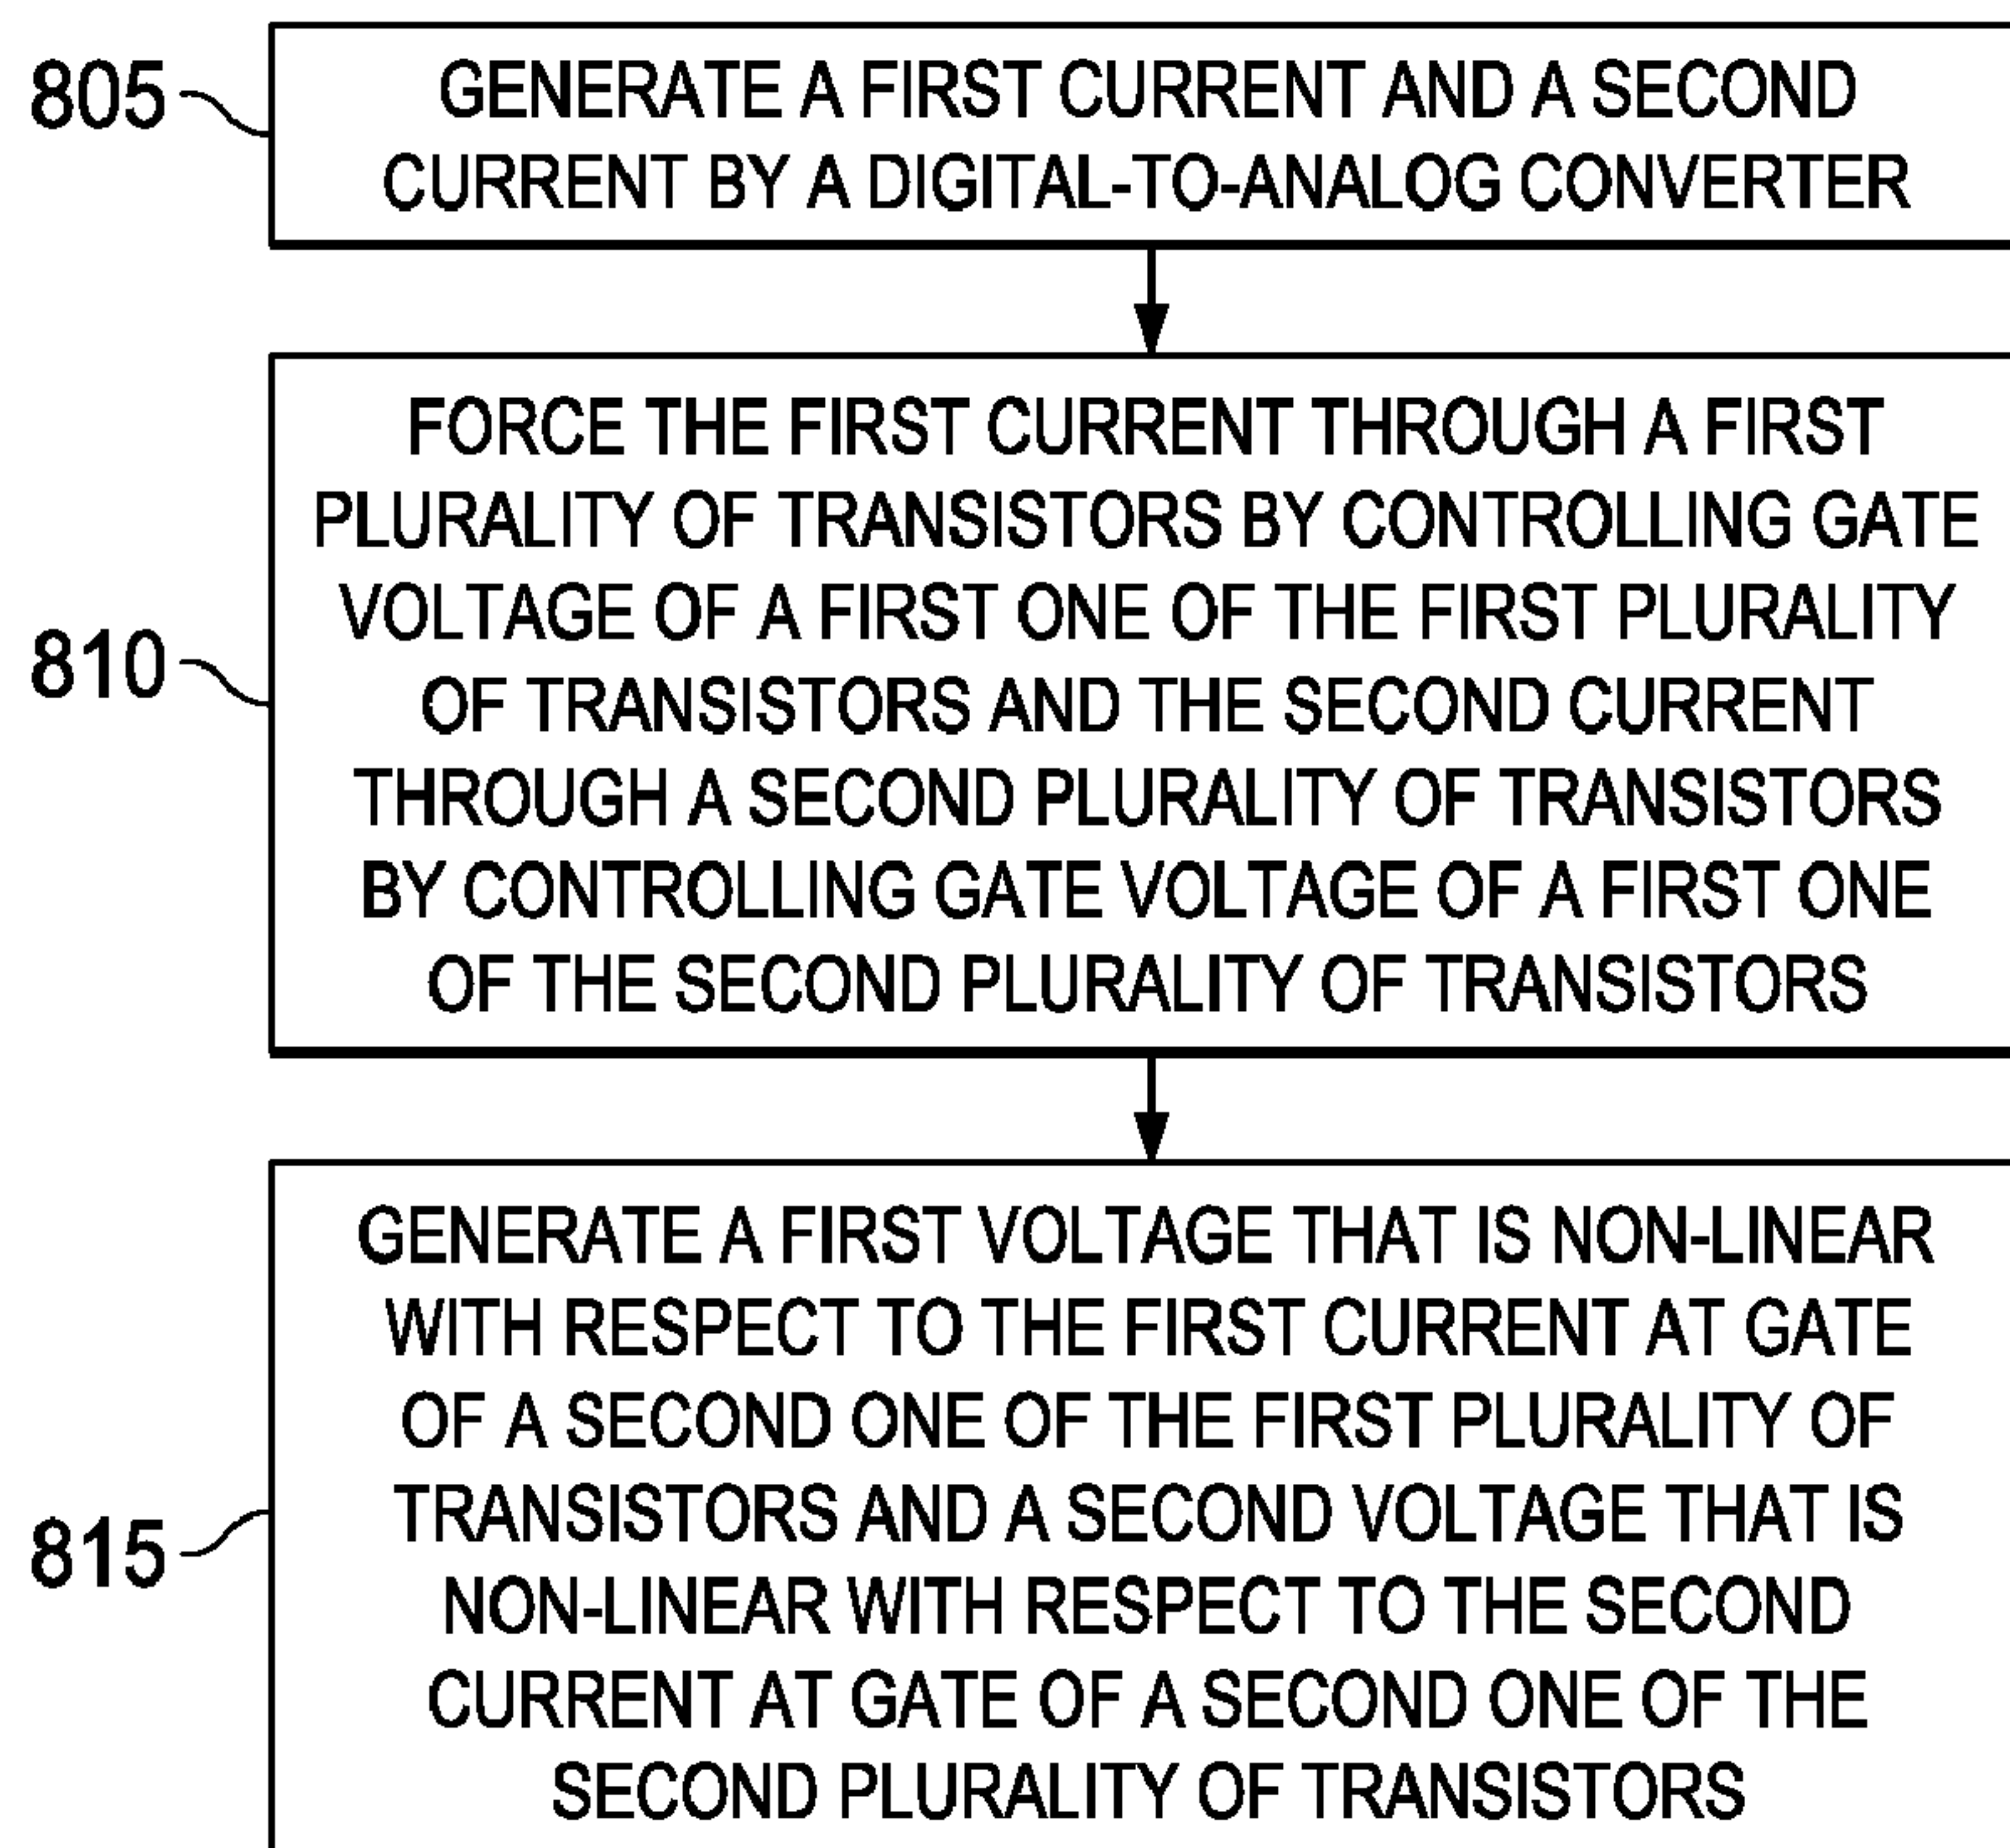 805
GENERATE A FIRST CURRENT AND A SECOND
CURRENT BY A DIGITAL-TO-ANALOG CONVERTER
810
FORCE THE FIRST CURRENT THROUGH A FIRST
PLURALITY OF TRANSISTORS BY CONTROLLING GATE
VOLTAGE OF A FIRST ONE OF THE FIRST PLURALITY
OF TRANSISTORS AND THE SECOND CURRENT
THROUGH A SECOND PLURALITY OF TRANSISTORS
BY CONTROLLING GATE VOLTAGE OF A FIRST ONE
OF THE SECOND PLURALITY OF TRANSISTORS
815
GENERATE A FIRST VOLTAGE THAT IS NON-LINEAR
WITH RESPECT TO THE FIRST CURRENT AT GATE
OF A SECOND ONE OF THE FIRST PLURALITY OF
TRANSISTORS AND A SECOND VOLTAGE THAT IS
NON-LINEAR WITH RESPECT TO THE SECOND
CURRENT AT GATE OF A SECOND ONE OF THE
SECOND PLURALITY OF TRANSISTORS